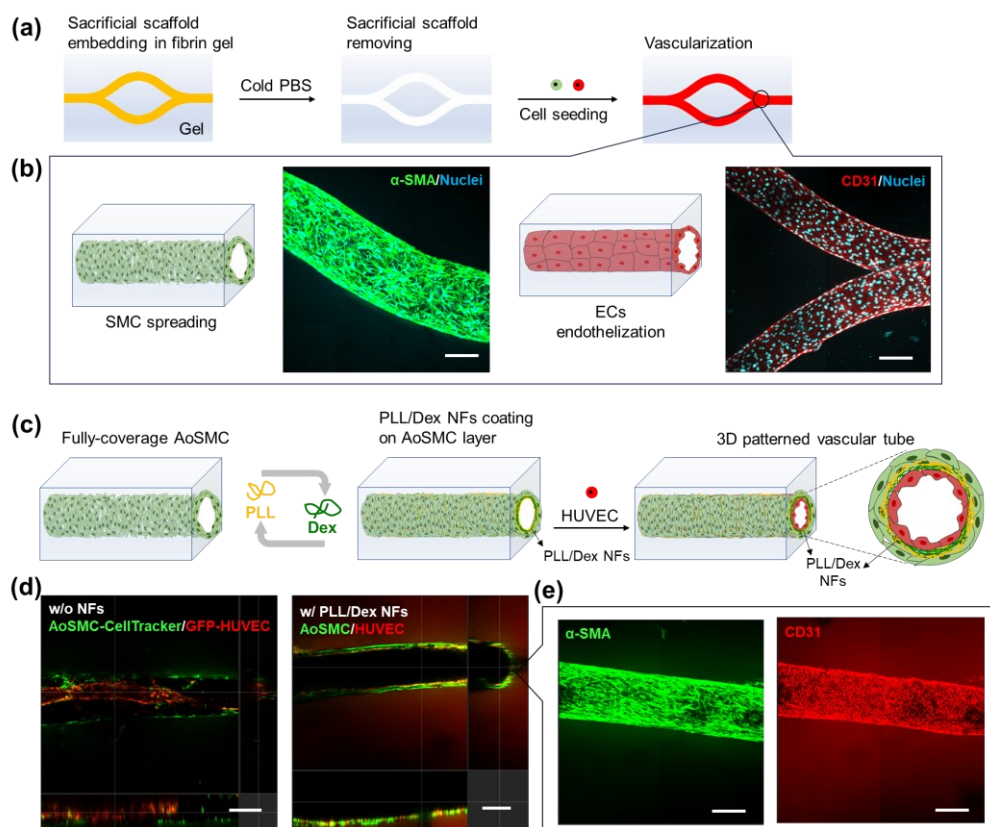 (a)
Sacrificial scaffold
embedding in fibrin gel
Sacrificial scaffold
removing
Vascularization
Cold PBS
Cell seeding
Gel
(b)
α-SMA/Nuclei
CD31/Nuclei
SMC spreading
ECs
endothelization
(c)
Fully-coverage AoSMC
PLL/Dex NFs coating
on AoSMC layer
3D patterned vascular tube
PLL
Dex
HUVEC
PLL/Dex NFs
PLL/Dex
NFs
(d)
w/o NFs
AoSMC-CellTracker/GFP-HUVEC
w/ PLL/Dex NFs
AoSMC/HUVEC
(e)
α-SMA
CD31